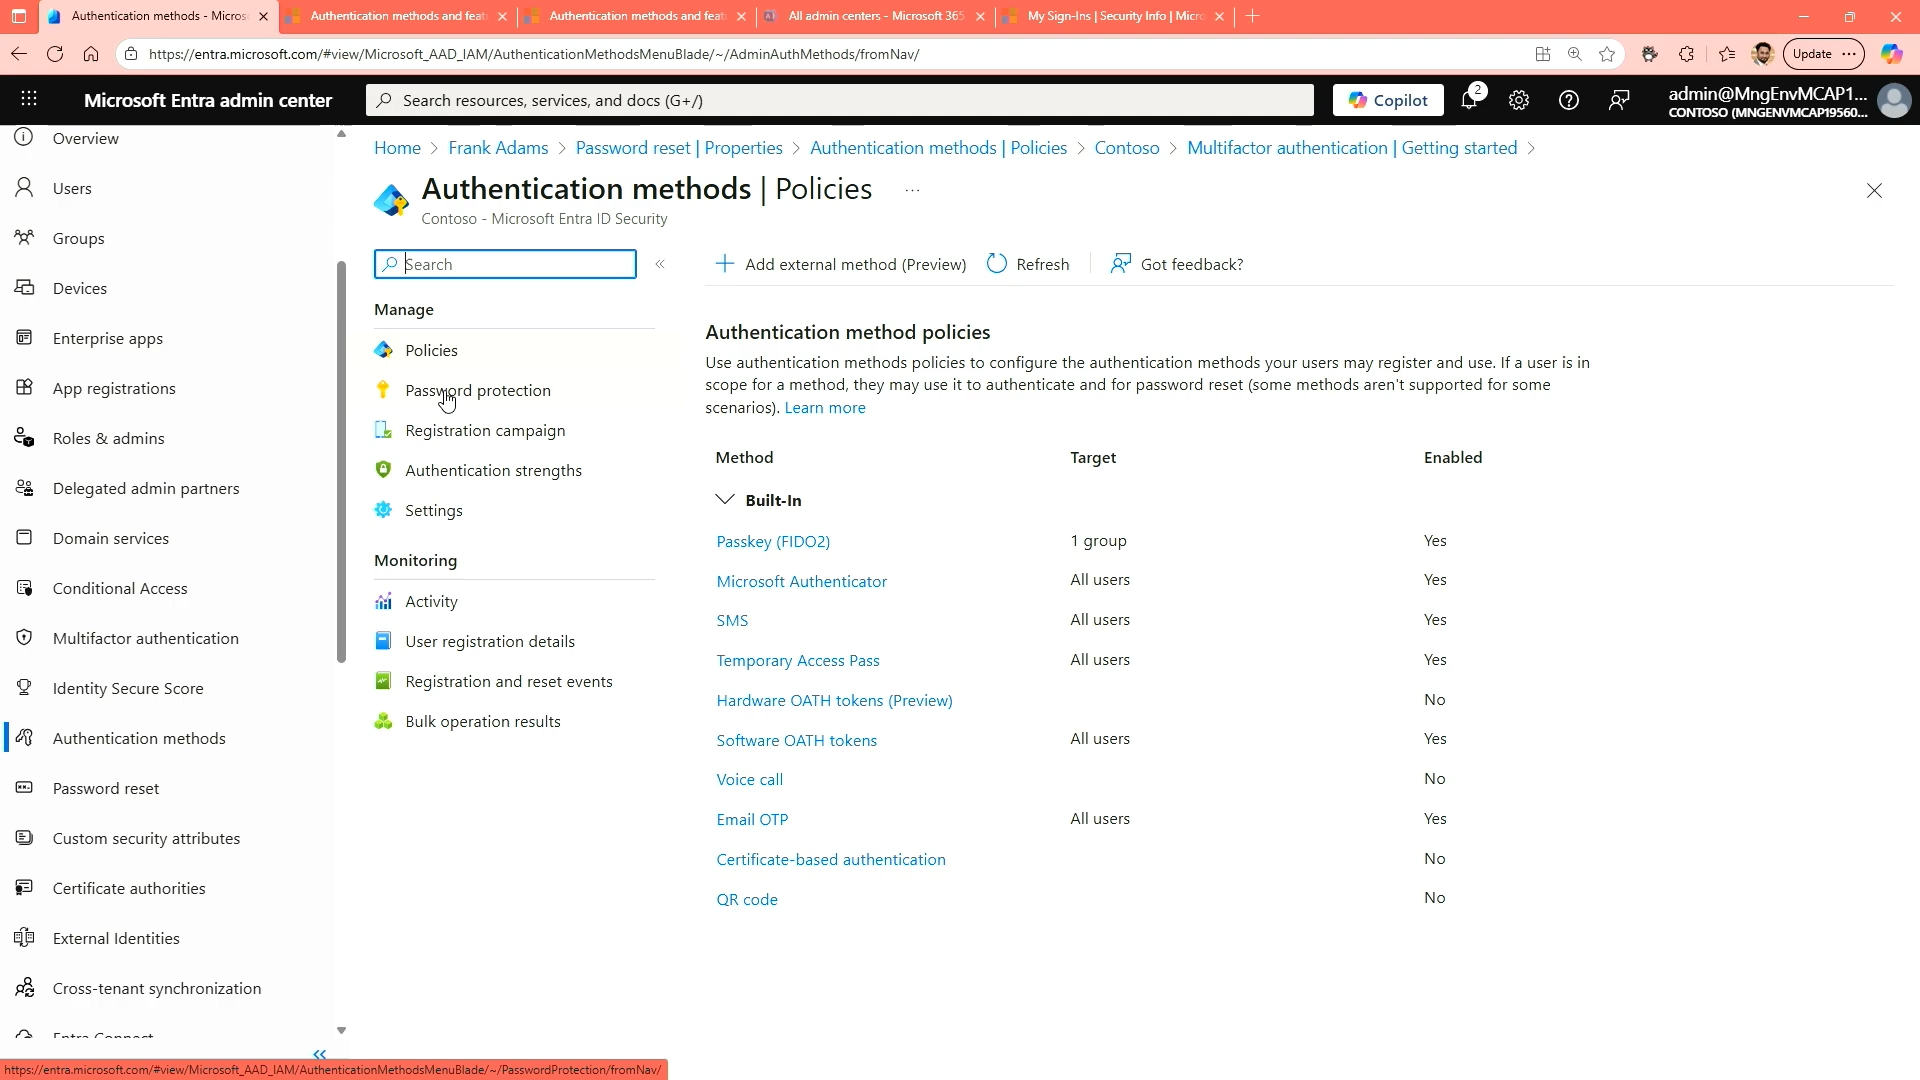 Authentication methods - Micros
Authentication methods and feat
Authentication methods and feat
All admin centers - Microsoft 365
My Sign-Ins | Security Info | Micro
https://entra.microsoft.com/#view/Microsoft_AAD_IAM/AuthenticationMethodsMenuBlade/~/AdminAuthMethods/fromNav/
Update
Microsoft Entra admin center
Search resources, services, and docs (G+/)
Copilot
2
admin@MngEnvMCAP1...
CONTOSO (MNGENVMCAP19560...
Overview
Users
Groups
Devices
Enterprise apps
App registrations
Roles & admins
Delegated admin partners
Domain services
Conditional Access
Multifactor authentication
Identity Secure Score
Authentication methods
Password reset
Custom security attributes
Certificate authorities
External Identities
Cross-tenant synchronization
Entra Connect
Home > Frank Adams > Password reset | Properties > Authentication methods | Policies > Contoso > Multifactor authentication | Getting started >
Authentication methods | Policies ...
Contoso - Microsoft Entra ID Security
Search
Manage
Policies
Password protection
Registration campaign
Authentication strengths
Settings
Monitoring
Activity
User registration details
Registration and reset events
Bulk operation results
Add external method (Preview) Refresh Got feedback?
Authentication method policies
Use authentication methods policies to configure the authentication methods your users may register and use. If a user is in
scope for a method, they may use it to authenticate and for password reset (some methods aren't supported for some
scenarios). Learn more
Method Target Enabled
Built-In
Passkey (FIDO2) 1 group Yes
Microsoft Authenticator All users Yes
SMS All users Yes
Temporary Access Pass All users Yes
Hardware OATH tokens (Preview) No
Software OATH tokens All users Yes
Voice call No
Email OTP All users Yes
Certificate-based authentication No
QR code No
https://entra.microsoft.com/#view/Microsoft_AAD_IAM/AuthenticationMethodsMenuBlade/~/PasswordProtection/fromNav/